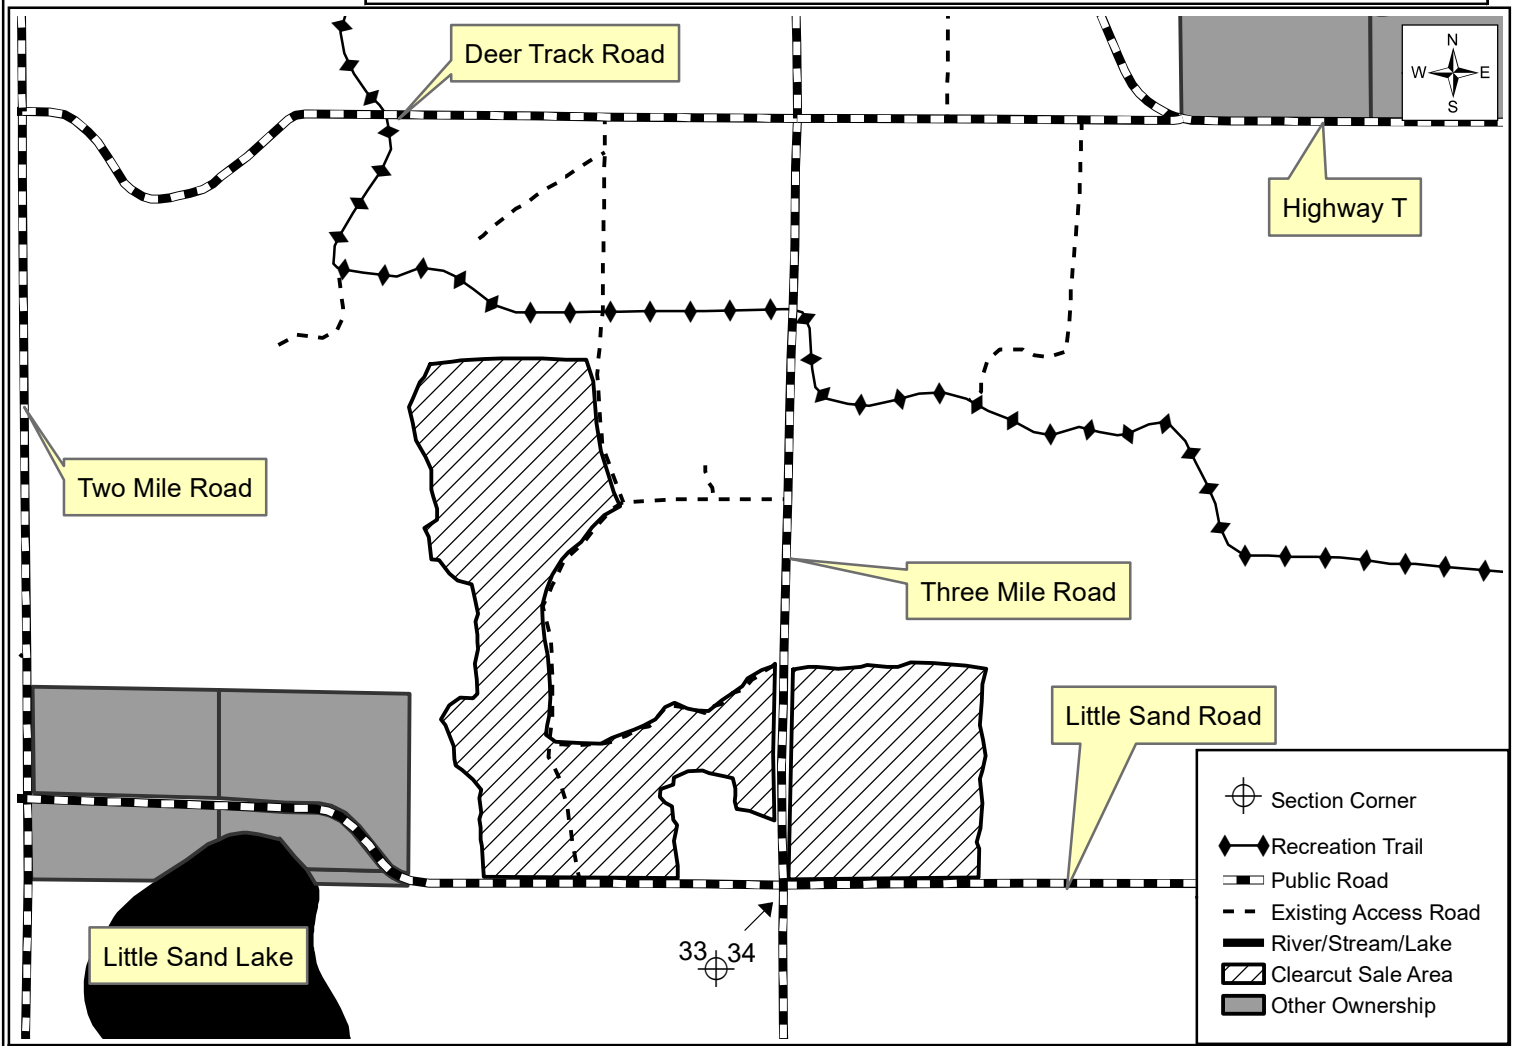 Deer Track Road
N
W E
S
Highway T
Two Mile Road
Three Mile Road
Little Sand Road
Little Sand Lake
33 34
Section Corner
Recreation Trail
Public Road
Existing Access Road
River/Stream/Lake
Clearcut Sale Area
Other Ownership